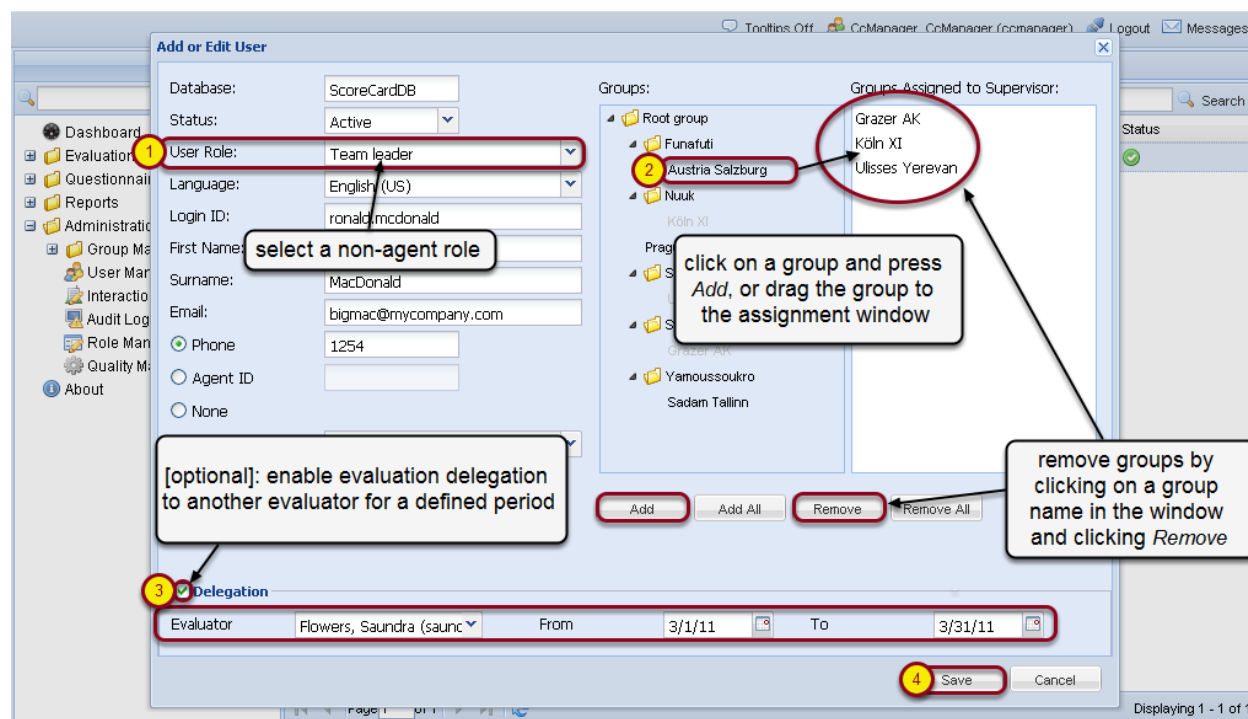 Tooltips Off CcManager CcManager (ccmanager) Logout Messages
Add or Edit User
Search
Status
Dashboard
Evaluation
Questionnai
Reports
Administratio
Group Ma
User Man
Interactio
Audit Log
Role Man
Quality Ma
About
Database: ScoreCardDB
Status: Active
1 User Role: Team leader
Language: English (US)
Login ID: ronald.mcdonald
First Name:
select a non-agent role
Surname: MacDonald
Email: bigmac@mycompany.com
Phone 1254
Agent ID
None
[optional]: enable evaluation delegation
to another evaluator for a defined period
Groups:
Root group
Funafuti
2 Austria Salzburg
Nuuk
Köln XI
Prag
S
S
Grazer AK
Yamoussoukro
Sadam Tallinn
click on a group and press
Add, or drag the group to
the assignment window
Groups Assigned to Supervisor:
Grazer AK
Köln XI
Ulisses Yerevan
remove groups by
clicking on a group
name in the window
and clicking Remove
Add Add All Remove Remove All
3 Delegation
Evaluator Flowers, Saundra (saunc From 3/1/11 To 3/31/11
4 Save Cancel
Page 1 of 1
Displaying 1 - 1 of 1